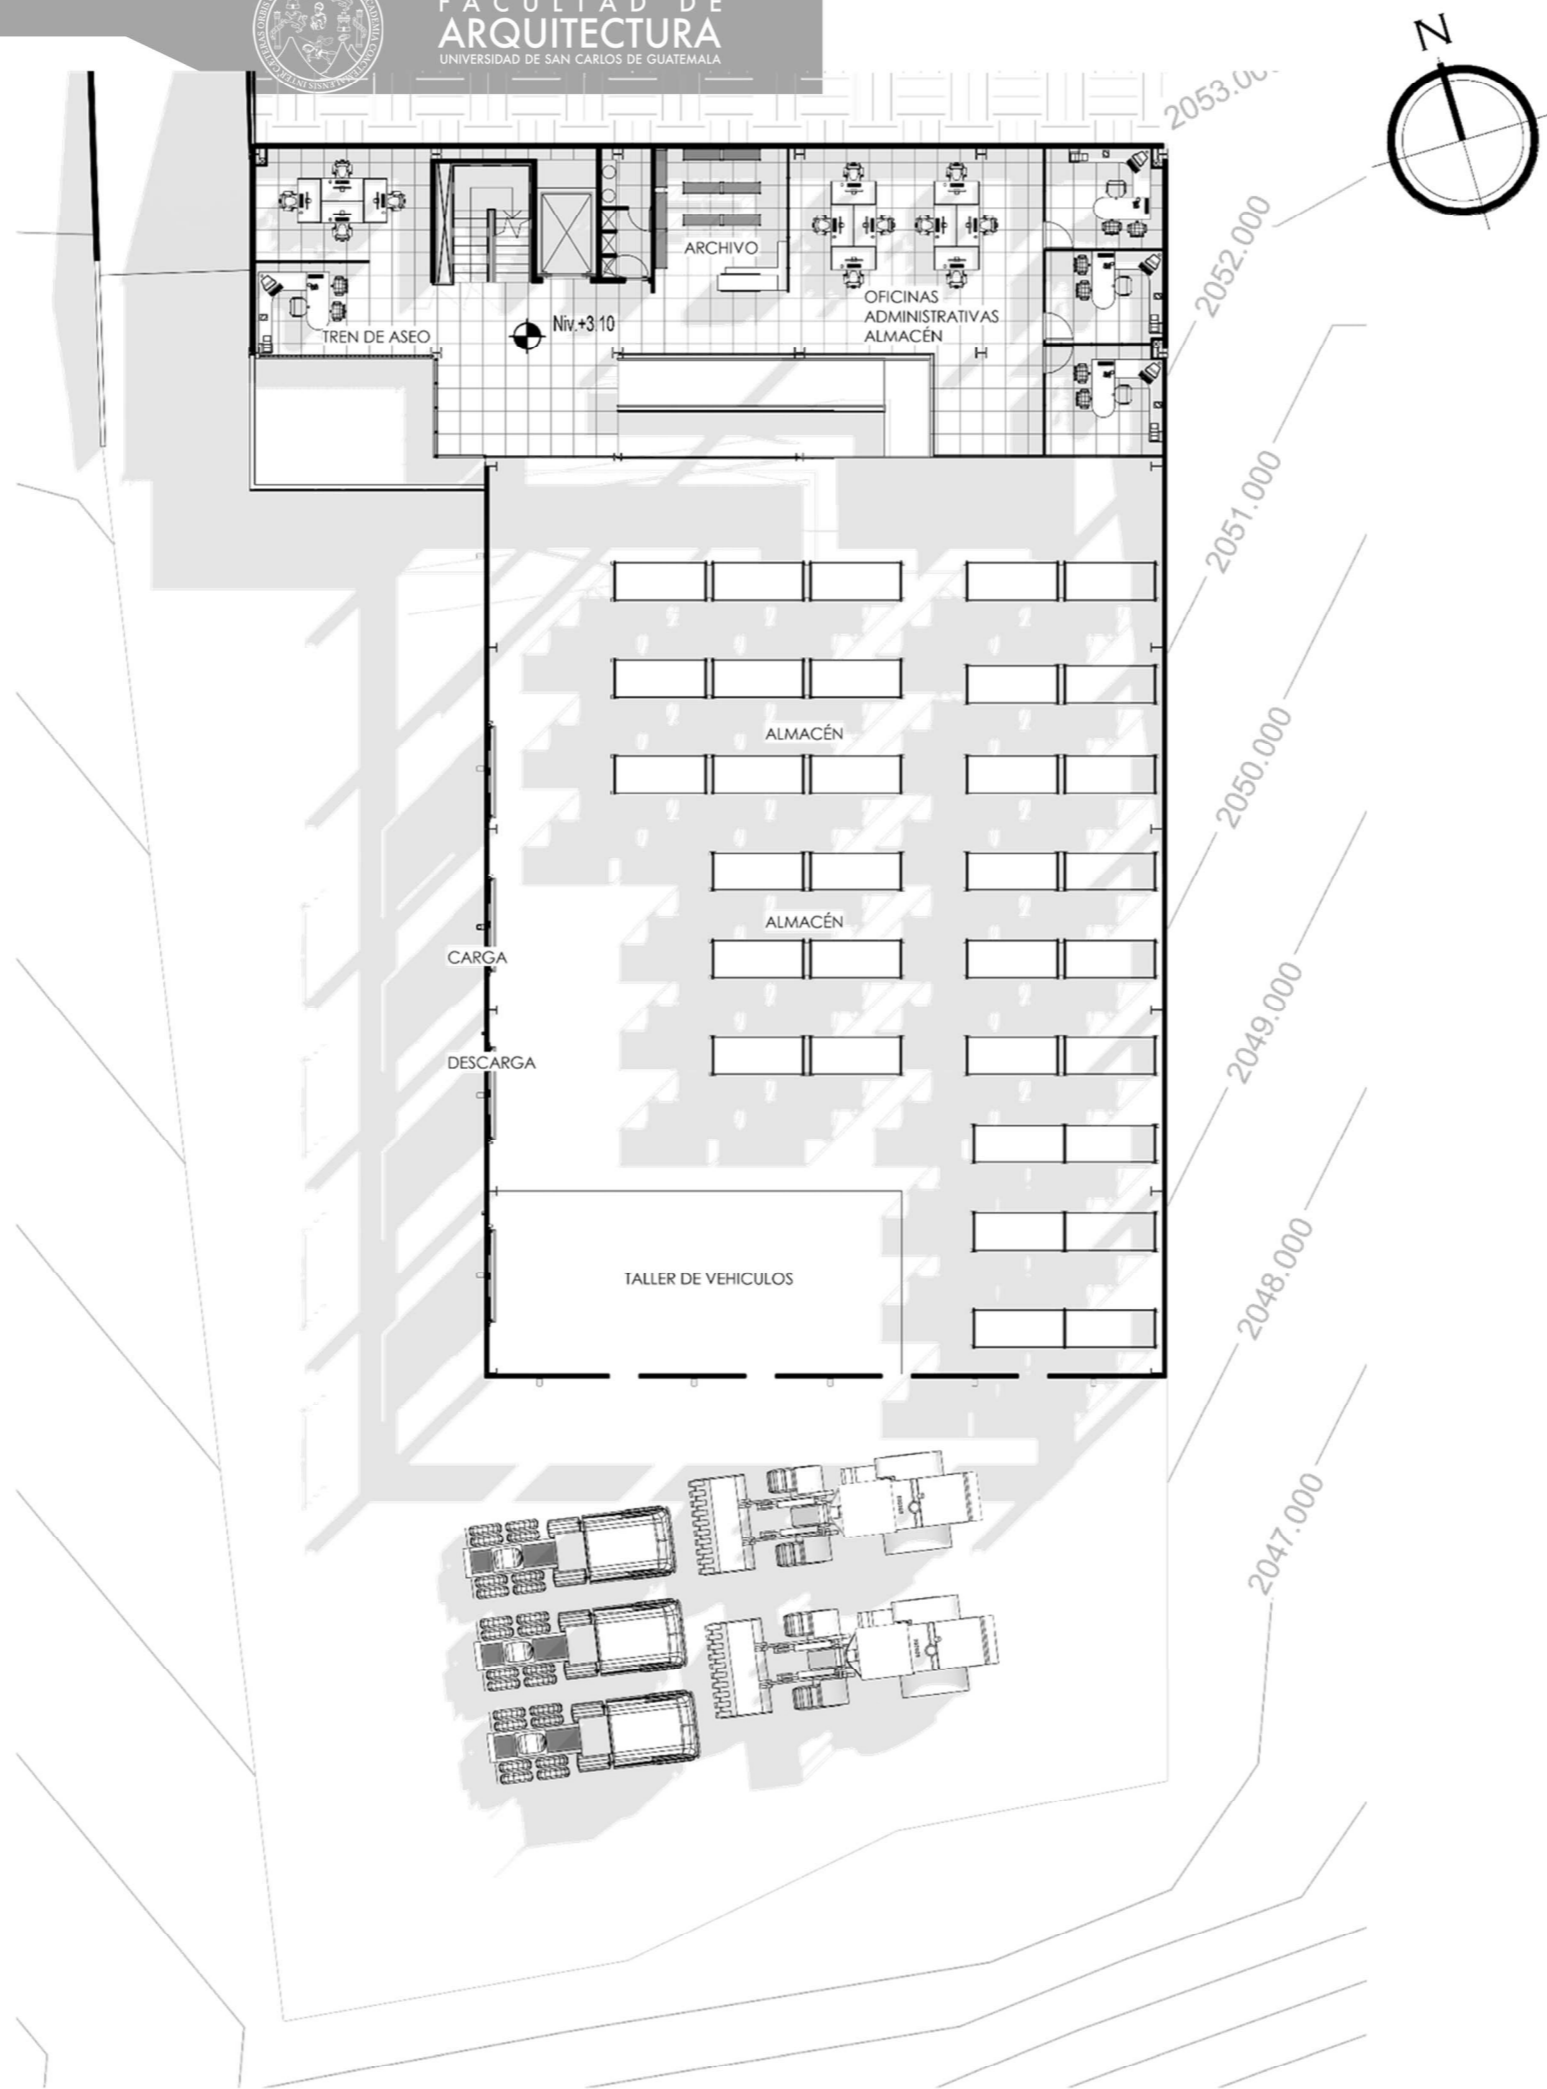 FACULTAD DE
ARQUITECTURA
UNIVERSIDAD DE SAN CARLOS DE GUATEMALA
N
2053.00
ARCHIVO
OFICINAS
ADMINISTRATIVAS
ALMACÉN
Niv.+3.10
TREN DE ASEO
2052.000
2051.000
ALMACÉN
2050.000
ALMACÉN
CARGA
2049.000
DESCARGA
TALLER DE VEHICULOS
2048.000
2047.000